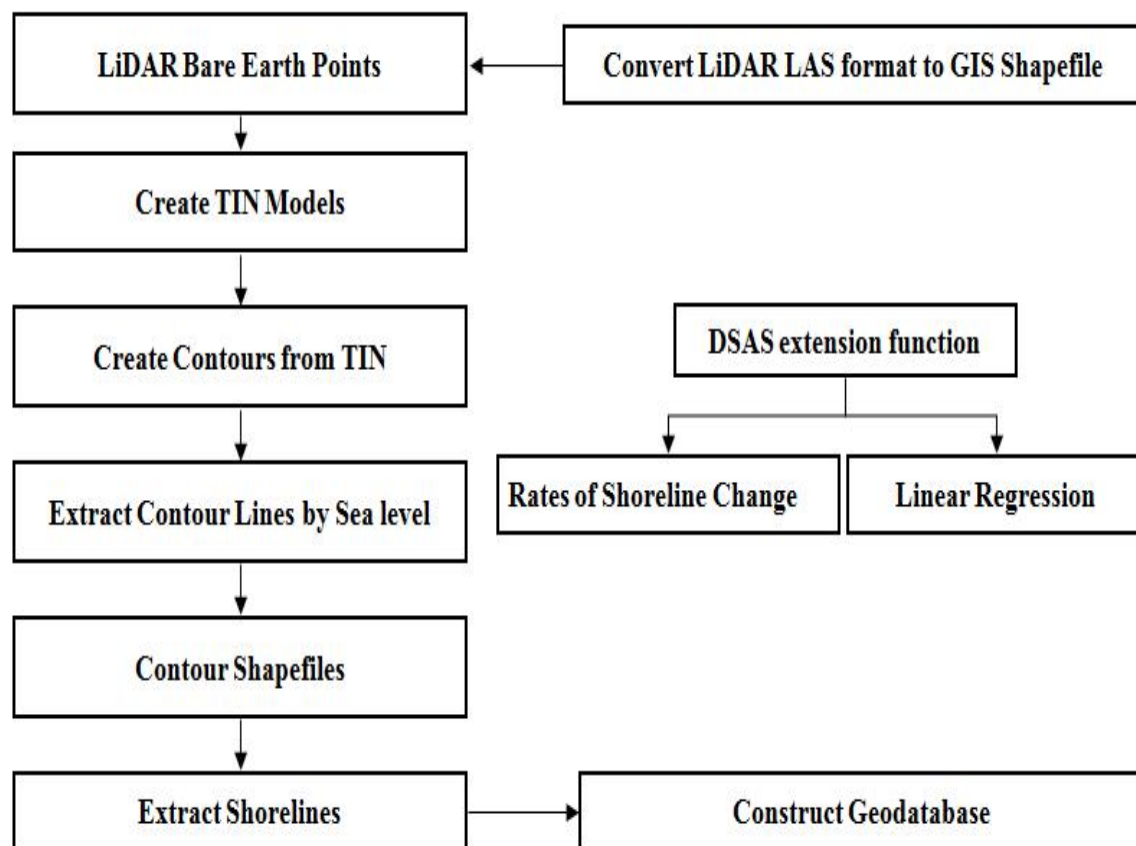 LiDAR Bare Earth Points
Convert LiDAR LAS format to GIS Shapefile
Create TIN Models
Create Contours from TIN
DSAS extension function
Extract Contour Lines by Sea level
Rates of Shoreline Change
Linear Regression
Contour Shapefiles
Extract Shorelines
Construct Geodatabase